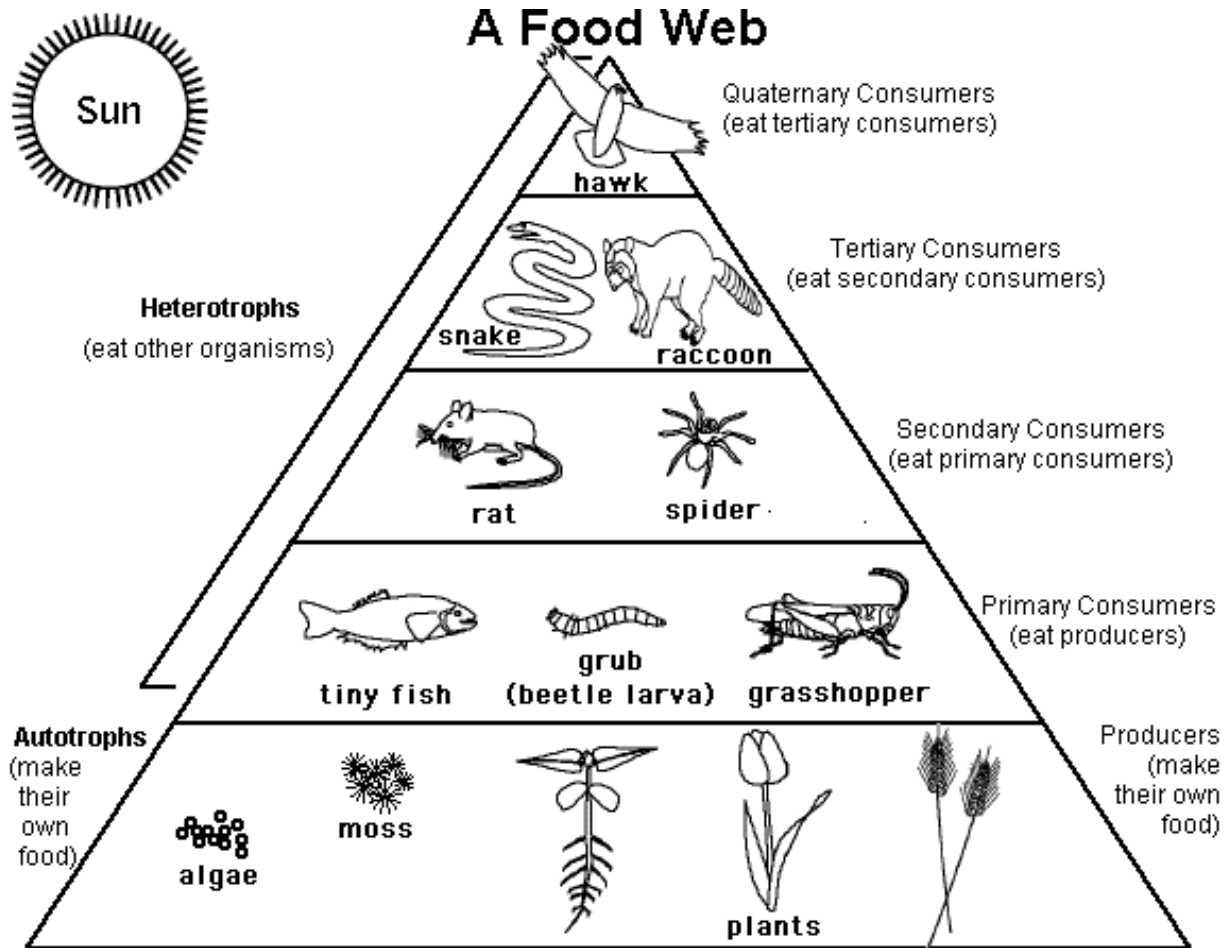 A Food Web
Sun
Quaternary Consumers
(eat tertiary consumers)
hawk
Tertiary Consumers
(eat secondary consumers)
Heterotrophs
(eat other organisms)
snake
raccoon
Secondary Consumers
(eat primary consumers)
rat
spider
Primary Consumers
(eat producers)
tiny fish
grub
(beetle larva)
grasshopper
Autotrophs
(make
their
own
food)
Producers
(make
their own
food)
moss
algae
plants